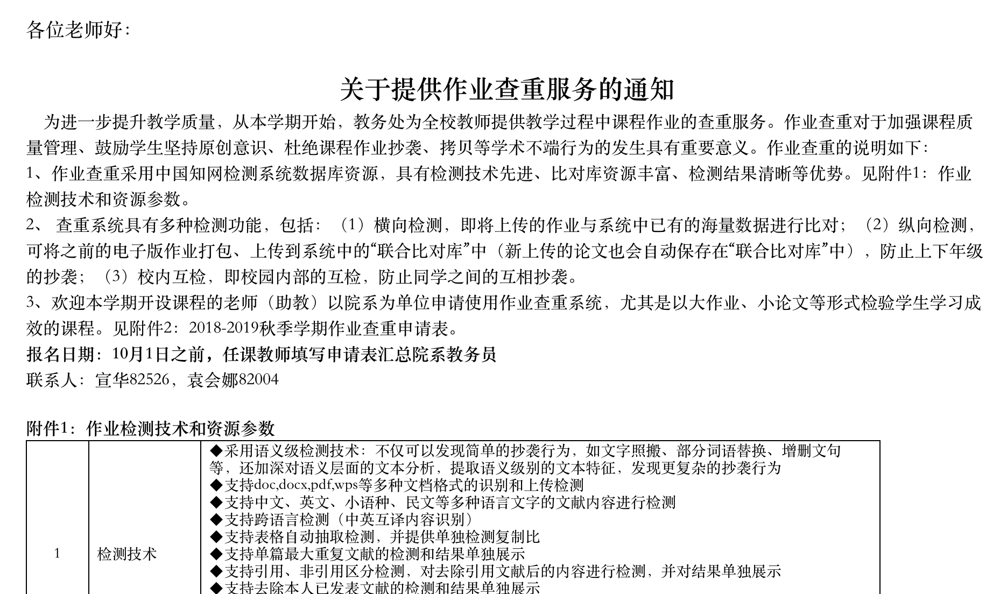 各位老师好：
关于提供作业查重服务的通知
为进一步提升教学质量，从本学期开始，教务处为全校教师提供教学过程中课程作业的查重服务。作业查重对于加强课程质
量管理、鼓励学生坚持原创意识、杜绝课程作业抄袭、拷贝等学术不端行为的发生具有重要意义。作业查重的说明如下：
1、作业查重采用中国知网检测系统数据库资源，具有检测技术先进、比对库资源丰富、检测结果清晰等优势。见附件1：作业
检测技术和资源参数。
2、 查重系统具有多种检测功能，包括：（1）横向检测，即将上传的作业与系统中已有的海量数据进行比对；（2）纵向检测，
可将之前的电子版作业打包、上传到系统中的“联合比对库”中（新上传的论文也会自动保存在“联合比对库”中），防止上下年级
的抄袭；（3）校内互检，即校园内部的互检，防止同学之间的互相抄袭。
3、欢迎本学期开设课程的老师（助教）以院系为单位申请使用作业查重系统，尤其是以大作业、小论文等形式检验学生学习成
效的课程。见附件2：2018-2019秋季学期作业查重申请表。
报名日期：10月1日之前，任课教师填写申请表汇总院系教务员
联系人：宣华82526，袁会娜82004
附件1：作业检测技术和资源参数
1
检测技术
◆采用语义级检测技术：不仅可以发现简单的抄袭行为，如文字照搬、部分词语替换、增删文句
等，还加深对语义层面的文本分析，提取语义级别的文本特征，发现更复杂的抄袭行为
◆支持doc,docx,pdf,wps等多种文档格式的识别和上传检测
◆支持中文、英文、小语种、民文等多种语言文字的文献内容进行检测
◆支持跨语言检测（中英互译内容识别）
◆支持表格自动抽取检测，并提供单独检测复制比
◆支持单篇最大重复文献的检测和结果单独展示
◆支持引用、非引用区分检测，对去除引用文献后的内容进行检测，并对结果单独展示
◆支持去除本人已发表文献的检测和结果单独展示